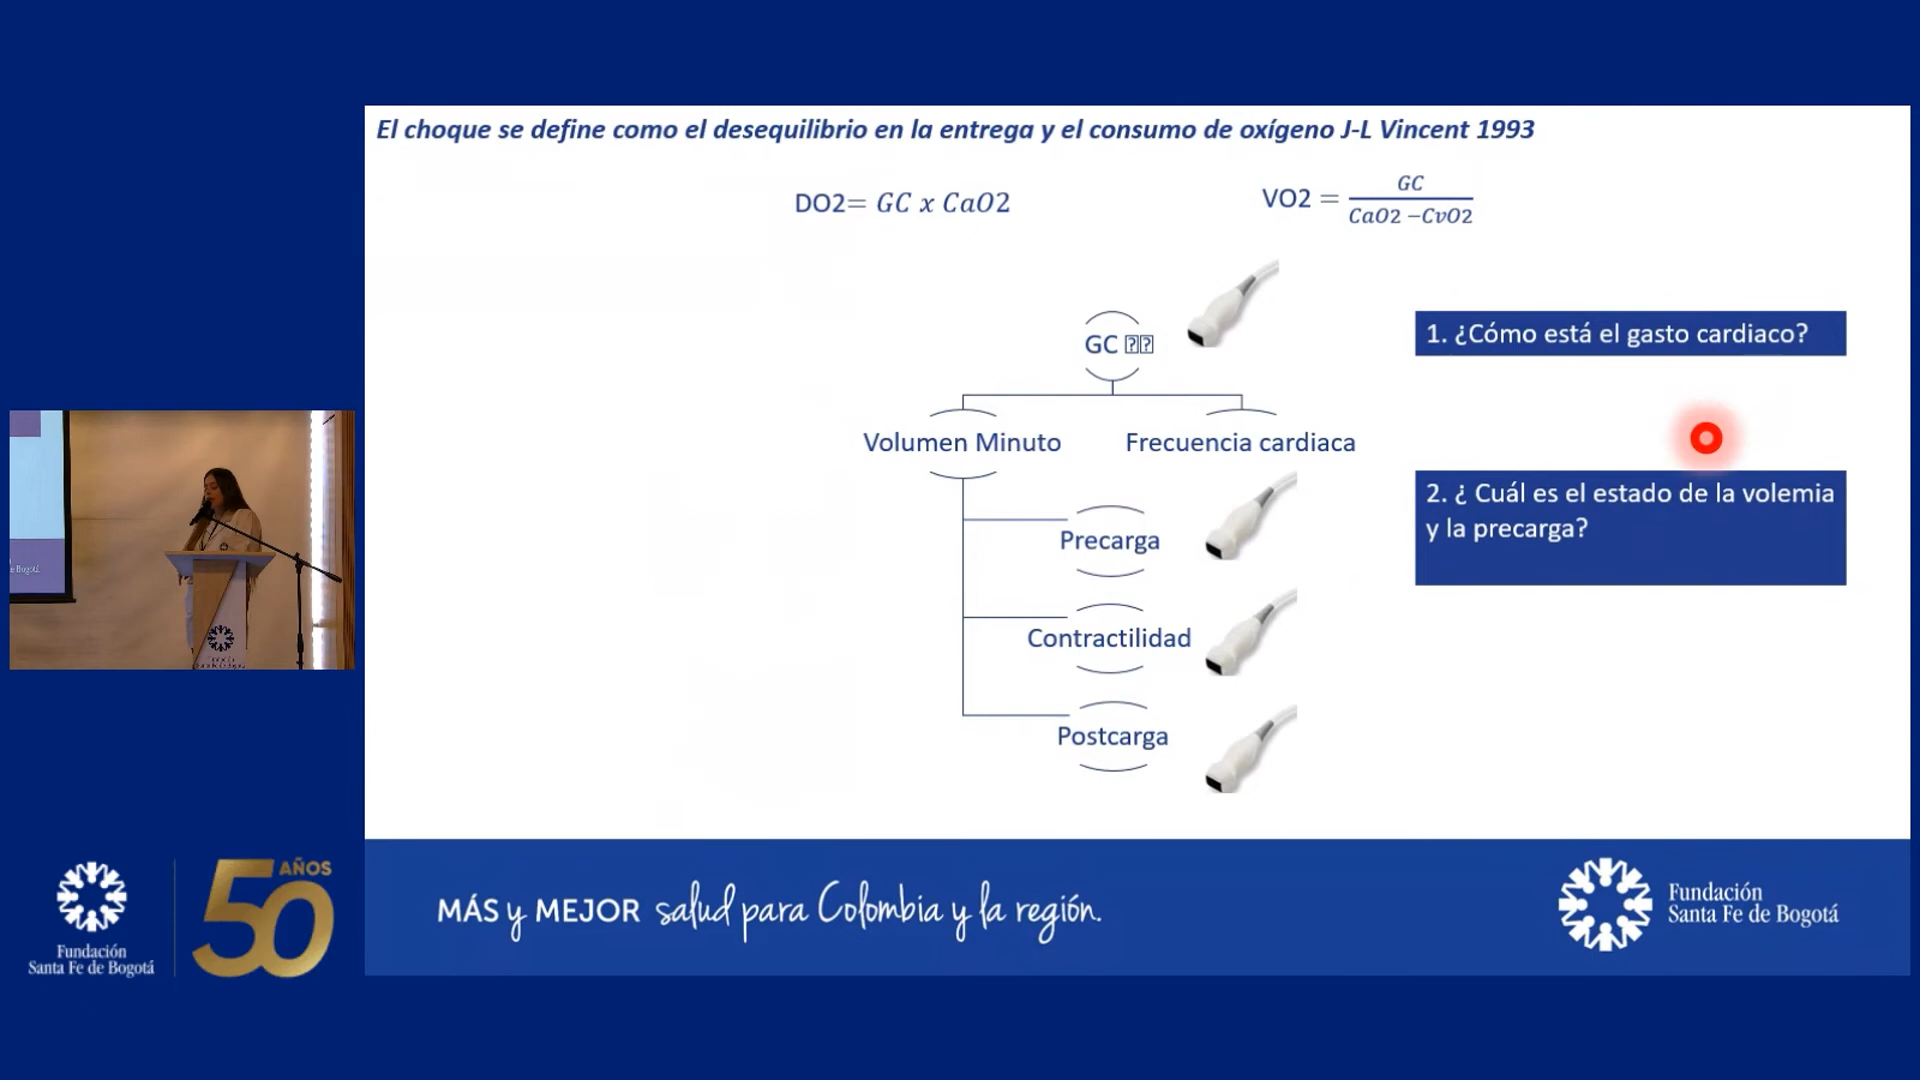 El choque se define como el desequilibrio en la entrega y el consumo de oxígeno J-L Vincent 1993
DO2= GC x CaO2
VO2 = GC / CaO2 –CvO2
GC ⍰⍰
1. ¿Cómo está el gasto cardiaco?
Volumen Minuto
Frecuencia cardiaca
2. ¿ Cuál es el estado de la volemia
y la precarga?
Precarga
Contractilidad
Postcarga
e Bogotá
Fundación
Santa Fe de Bogotá
50 AÑOS
MÁS y MEJOR salud para Colombia y la región.
Fundación
Santa Fe de Bogotá